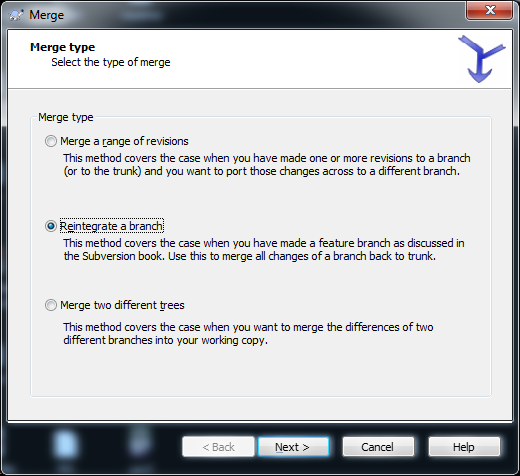 Merge
Merge type
Select the type of merge
Merge type
Merge a range of revisions
This method covers the case when you have made one or more revisions to a branch
(or to the trunk) and you want to port those changes across to a different branch.
Reintegrate a branch
This method covers the case when you have made a feature branch as discussed in
the Subversion book. Use this to merge all changes of a branch back to trunk.
Merge two different trees
This method covers the case when you want to merge the differences of two
different branches into your working copy.
< Back Next > Cancel Help